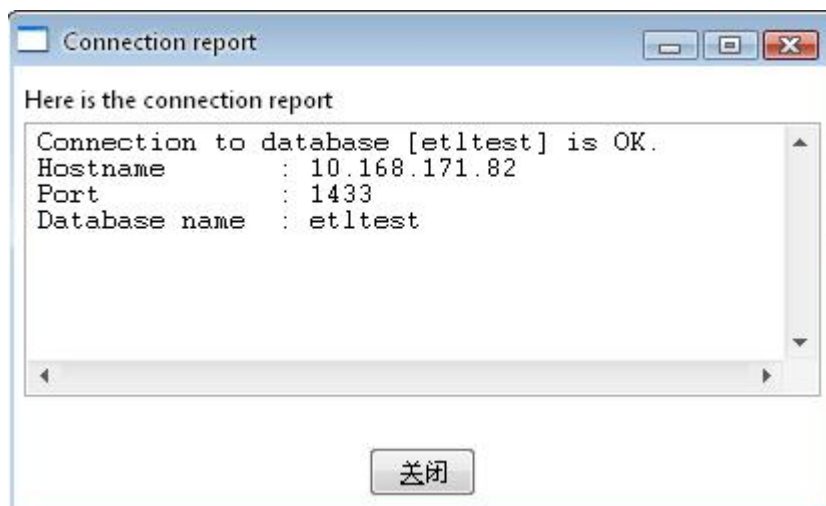 Connection report
Here is the connection report
Connection to database [etltest] is OK.
Hostname : 10.168.171.82
Port : 1433
Database name : etltest
关闭